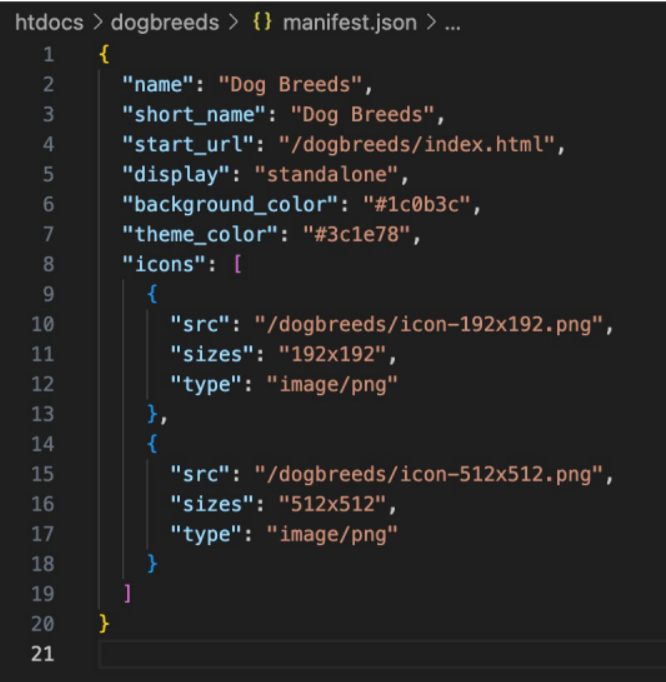 htdocs > dogbreeds > {} manifest.json > ...
1 {
2 "name": "Dog Breeds",
3 "short_name": "Dog Breeds",
4 "start_url": "/dogbreeds/index.html",
5 "display": "standalone",
6 "background_color": "#1c0b3c",
7 "theme_color": "#3c1e78",
8 "icons": [
9 {
10 "src": "/dogbreeds/icon-192x192.png",
11 "sizes": "192x192",
12 "type": "image/png"
13 },
14 {
15 "src": "/dogbreeds/icon-512x512.png",
16 "sizes": "512x512",
17 "type": "image/png"
18 }
19 ]
20 }
21